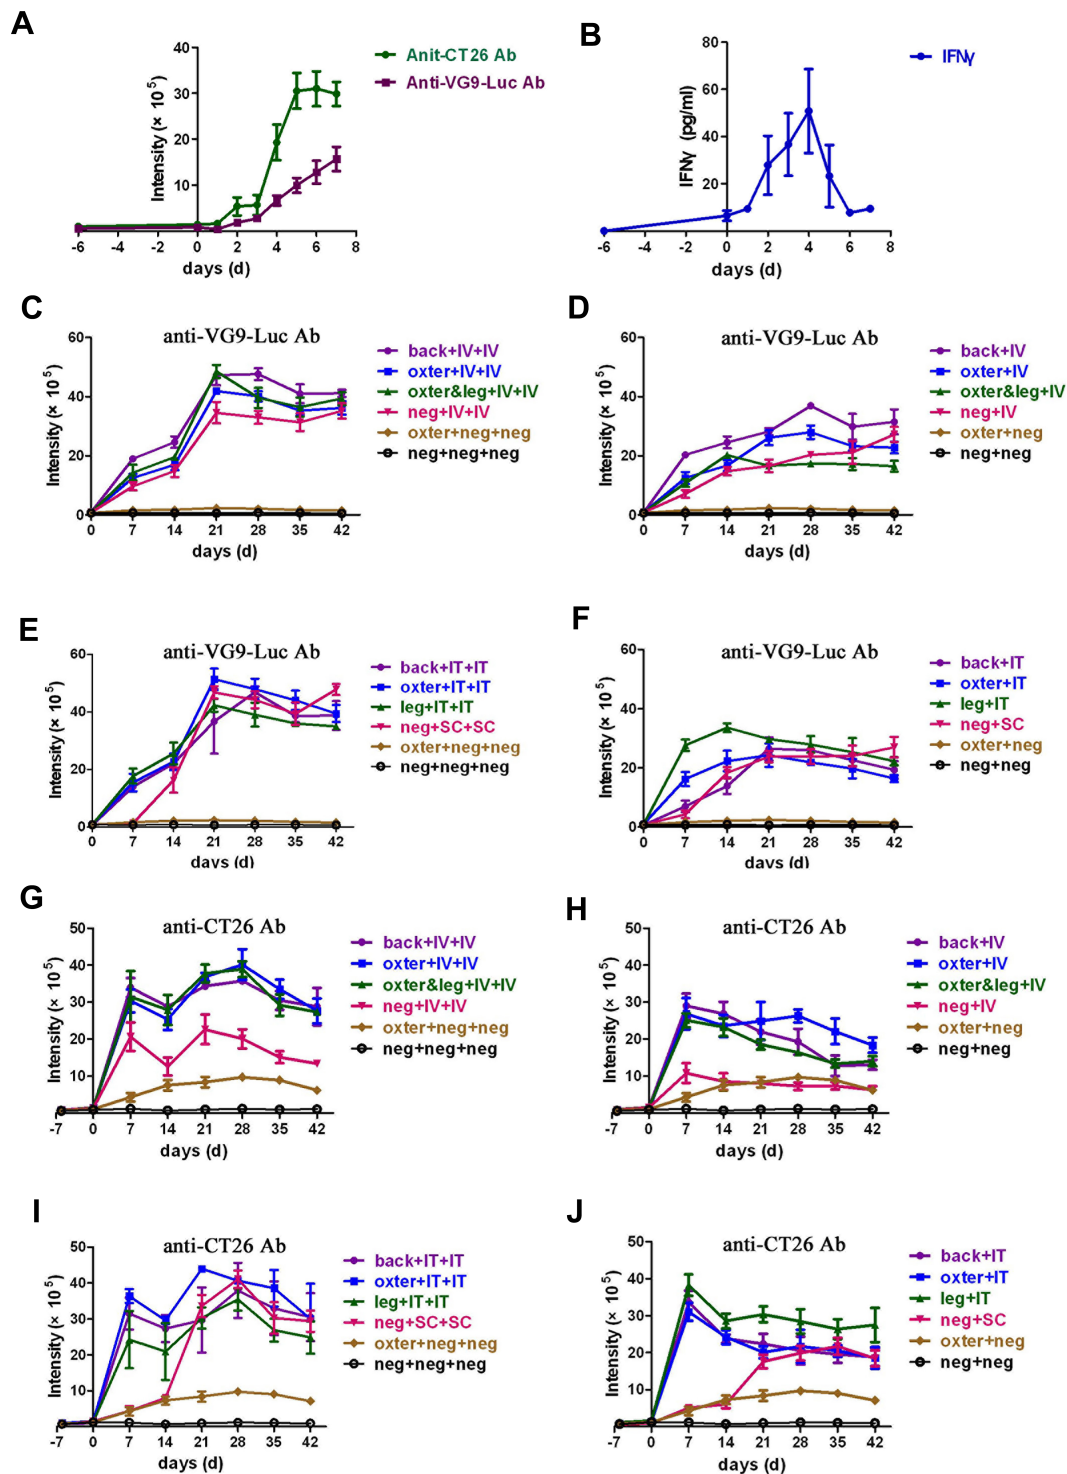 A
Anit-CT26 Ab
Anti-VG9-Luc Ab
Intensity (× 10⁵)
40
30
20
10
-6 -4 -2 0 2 4 6 8
days (d)
B
IFNγ
IFNγ (pg/ml)
80
60
40
20
-6 -4 -2 0 2 4 6 8
days (d)
C
anti-VG9-Luc Ab
Intensity (× 10⁵)
60
40
20
0
0 7 14 21 28 35 42
days (d)
back+IV+IV
oxter+IV+IV
oxter&leg+IV+IV
neg+IV+IV
oxter+neg+neg
neg+neg+neg
D
anti-VG9-Luc Ab
Intensity (× 10⁵)
60
40
20
0
0 7 14 21 28 35 42
days (d)
back+IV
oxter+IV
oxter&leg+IV
neg+IV
oxter+neg
neg+neg
E
anti-VG9-Luc Ab
Intensity (× 10⁵)
60
40
20
0
0 7 14 21 28 35 42
days (d)
back+IT+IT
oxter+IT+IT
leg+IT+IT
neg+SC+SC
oxter+neg+neg
neg+neg+neg
F
anti-VG9-Luc Ab
Intensity (× 10⁵)
60
40
20
0
0 7 14 21 28 35 42
days (d)
back+IT
oxter+IT
leg+IT
neg+SC
oxter+neg
neg+neg
G
anti-CT26 Ab
Intensity (× 10⁵)
50
40
30
20
10
-7 0 7 14 21 28 35 42
days (d)
back+IV+IV
oxter+IV+IV
oxter&leg+IV+IV
neg+IV+IV
oxter+neg+neg
neg+neg+neg
H
anti-CT26 Ab
Intensity (× 10⁵)
50
40
30
20
10
-7 0 7 14 21 28 35 42
days (d)
back+IV
oxter+IV
oxter&leg+IV
neg+IV
oxter+neg
neg+neg
I
anti-CT26 Ab
Intensity (× 10⁵)
50
40
30
20
10
-7 0 7 14 21 28 35 42
days (d)
back+IT+IT
oxter+IT+IT
leg+IT+IT
neg+SC+SC
oxter+neg+neg
neg+neg+neg
J
anti-CT26 Ab
Intensity (× 10⁵)
50
40
30
20
10
-7 0 7 14 21 28 35 42
days (d)
back+IT
oxter+IT
leg+IT
neg+SC
oxter+neg
neg+neg